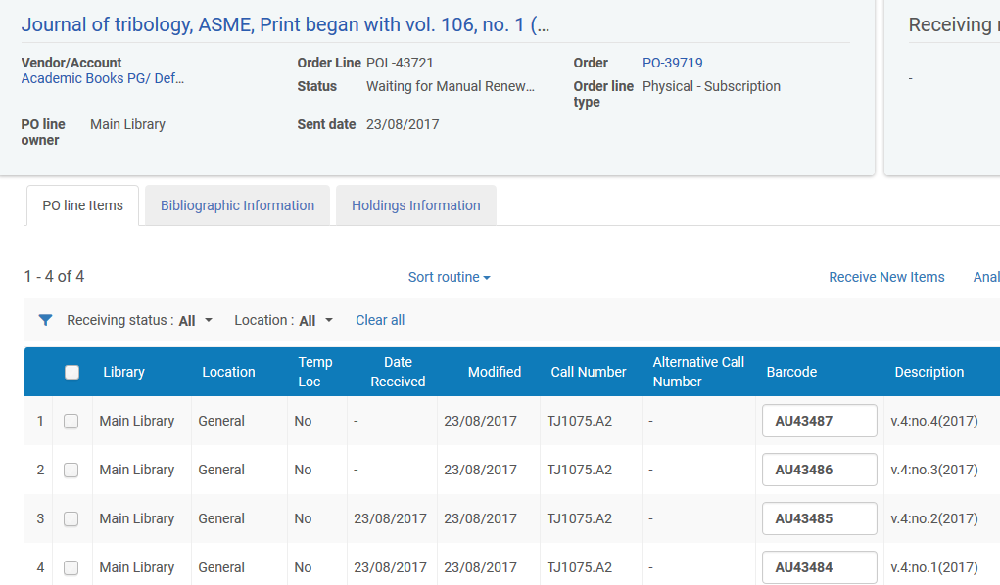 Journal of tribology, ASME, Print began with vol. 106, no. 1 (...
Receiving
Vendor/Account
Academic Books PG/ Def...
Order Line POL-43721
Order PO-39719
-
Status Waiting for Manual Renew...
Order line type Physical - Subscription
PO line owner Main Library
Sent date 23/08/2017
PO line Items Bibliographic Information Holdings Information
1 - 4 of 4 Sort routine Receive New Items Anal
Receiving status : All Location : All Clear all
Library Location Temp Loc Date Received Modified Call Number Alternative Call Number Barcode Description
1 Main Library General No - 23/08/2017 TJ1075.A2 - AU43487 v.4:no.4(2017)
2 Main Library General No - 23/08/2017 TJ1075.A2 - AU43486 v.4:no.3(2017)
3 Main Library General No 23/08/2017 23/08/2017 TJ1075.A2 - AU43485 v.4:no.2(2017)
4 Main Library General No 23/08/2017 23/08/2017 TJ1075.A2 - AU43484 v.4:no.1(2017)